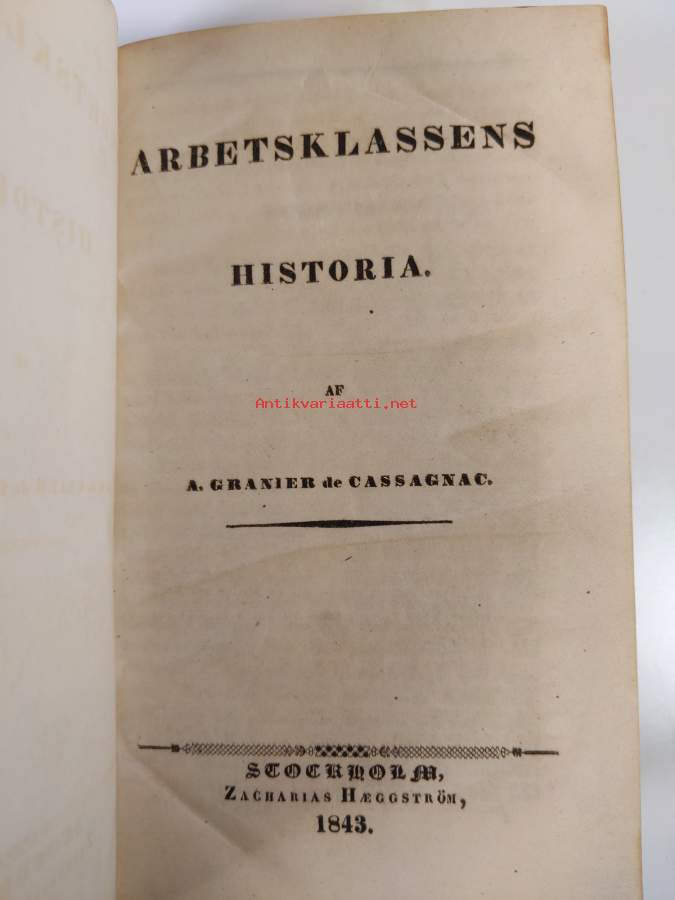 ARBETSKLASSENS
HISTORIA.
AF
Antikvariaatti.net
A. GRANIER de CASSAGNAC.
STOCKHOLM,
ZACHARIAS HÆGGSTRÖM,
1843.